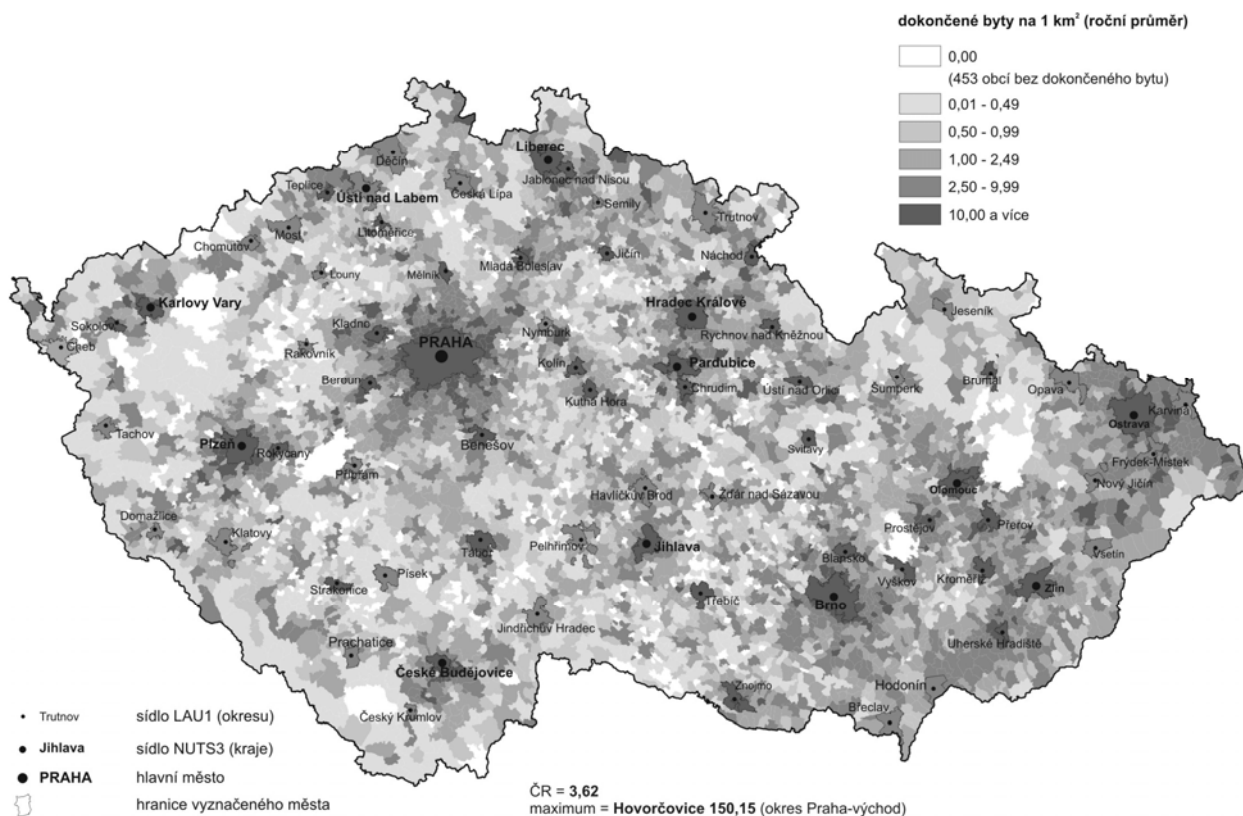 dokončené byty na 1 km² (roční průměr)
0,00
(453 obcí bez dokončeného bytu)
0,01 - 0,49
0,50 - 0,99
1,00 - 2,49
2,50 - 9,99
10,00 a více
Děčín
Liberec
Jablonec nad Nisou
Teplice
Ústí nad Labem
Česká Lípa
Semily
Trutnov
Litoměřice
Most
Chomutov
Jičín
Náchod
Louny
Mělník
Mladá Boleslav
Karlovy Vary
Hradec Králové
Jeseník
Sokolov
Kladno
Nymburk
Rychnov nad Kněžnou
Cheb
Rakovník
PRAHA
Kolín
Pardubice
Beroun
Chrudim
Ústí nad Orlicí
Šumperk
Bruntál
Opava
Kutná Hora
Karviná
Ostrava
Tachov
Plzeň
Rokycany
Benešov
Svitavy
Frýdek-Místek
Příbram
Havlíčkův Brod
Žďár nad Sázavou
Olomouc
Nový Jičín
Domažlice
Klatovy
Prostějov
Přerov
Tábor
Pelhřimov
Jihlava
Blansko
Vsetín
Písek
Strakonice
Třebíč
Vyškov
Kroměříž
Brno
Zlín
Jindřichův Hradec
Prachatice
Uherské Hradiště
České Budějovice
Znojmo
Hodonín
Český Krumlov
Břeclav
Trutnov sídlo LAU1 (okresu)
Jihlava sídlo NUTS3 (kraje)
PRAHA hlavní město
hranice vyznačeného města
ČR = 3,62
maximum = Hovorčovice 150,15 (okres Praha-východ)